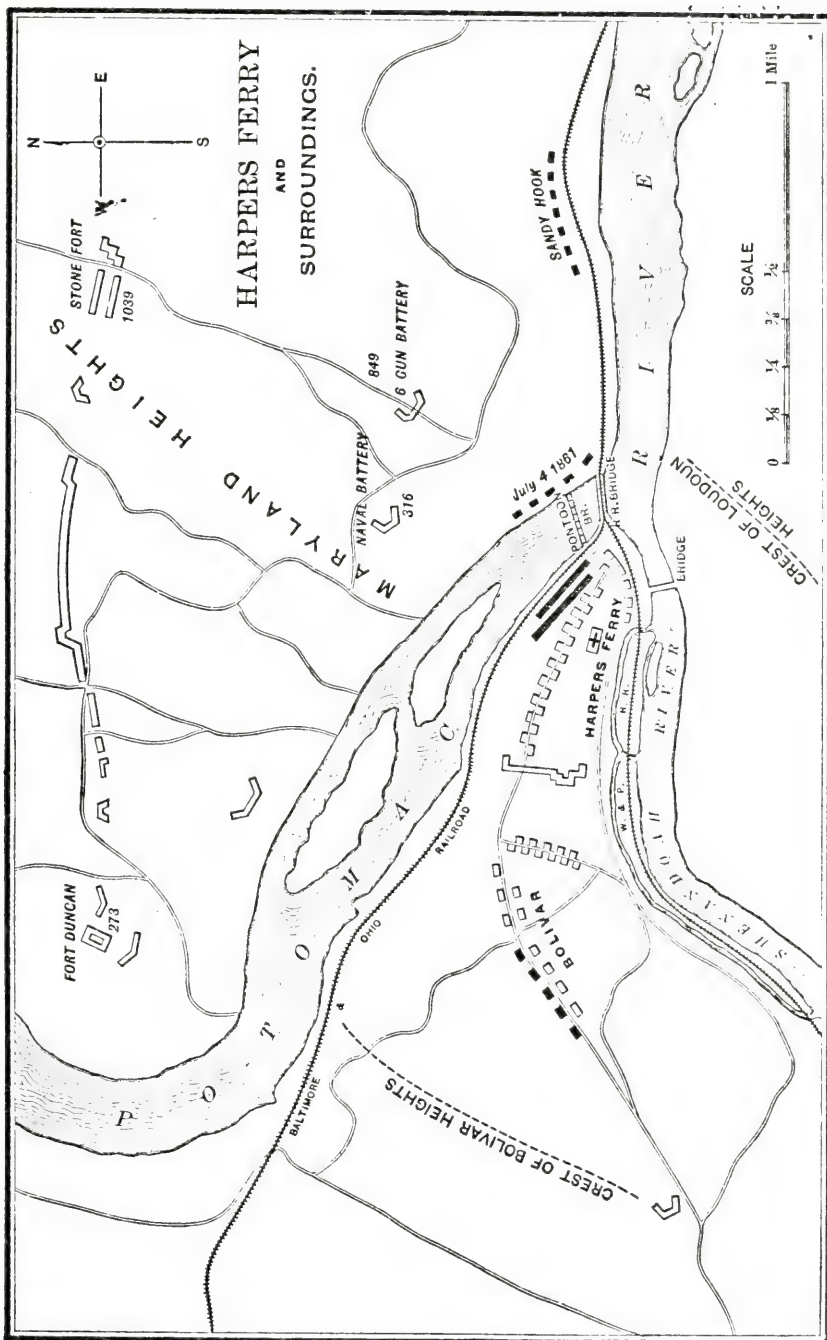 HARPERS FERRY
AND
SURROUNDINGS.
N
W
E
S
STONE FORT
1039
MARYLAND HEIGHTS
849
6 GUN BATTERY
NAVAL BATTERY
316
FORT DUNCAN
273
SANDY HOOK
July 4 1861
PONTOON
BR.
R.R. BRIDGE
POTOMAC
RIVER
BALTIMORE
&
OHIO
RAILROAD
HARPERS FERRY
BOLIVAR
W. & P.
R. R.
BRIDGE
SHENANDOAH RIVER
CREST OF BOLIVAR HEIGHTS
CREST OF LOUDOUN
HEIGHTS
SCALE
0 1/8 1/4 3/8 1/2 1 Mile